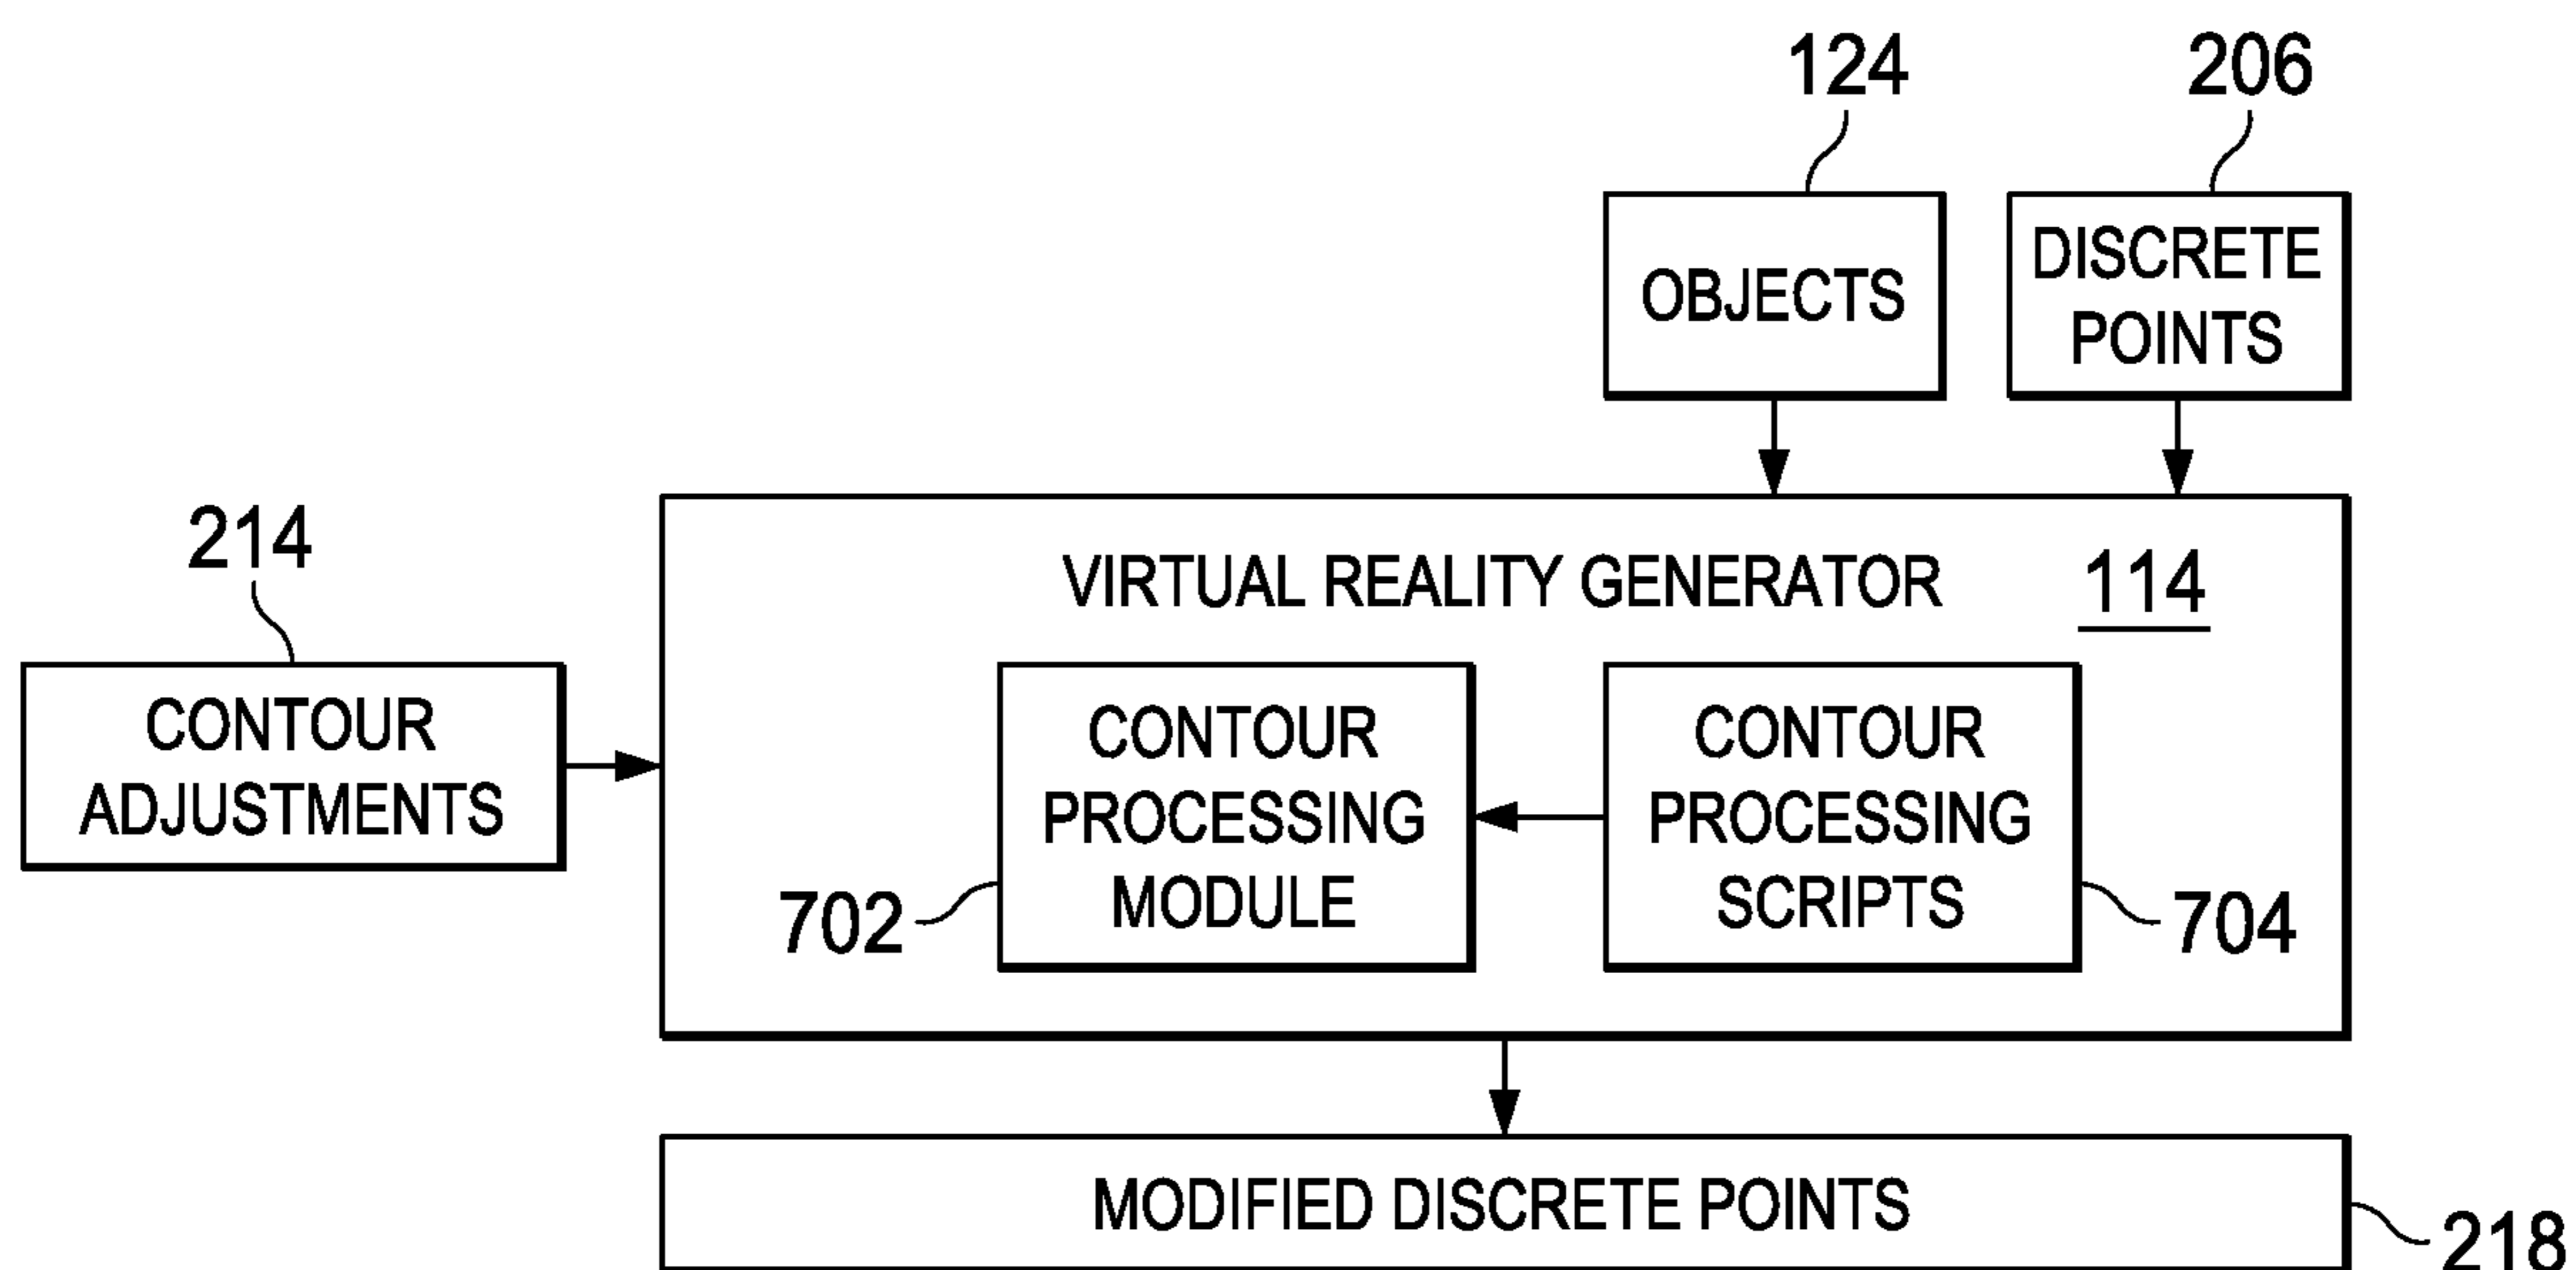 124
206
OBJECTS
DISCRETE
POINTS
214
VIRTUAL REALITY GENERATOR
114
CONTOUR
ADJUSTMENTS
CONTOUR
PROCESSING
MODULE
702
CONTOUR
PROCESSING
SCRIPTS
704
MODIFIED DISCRETE POINTS
218